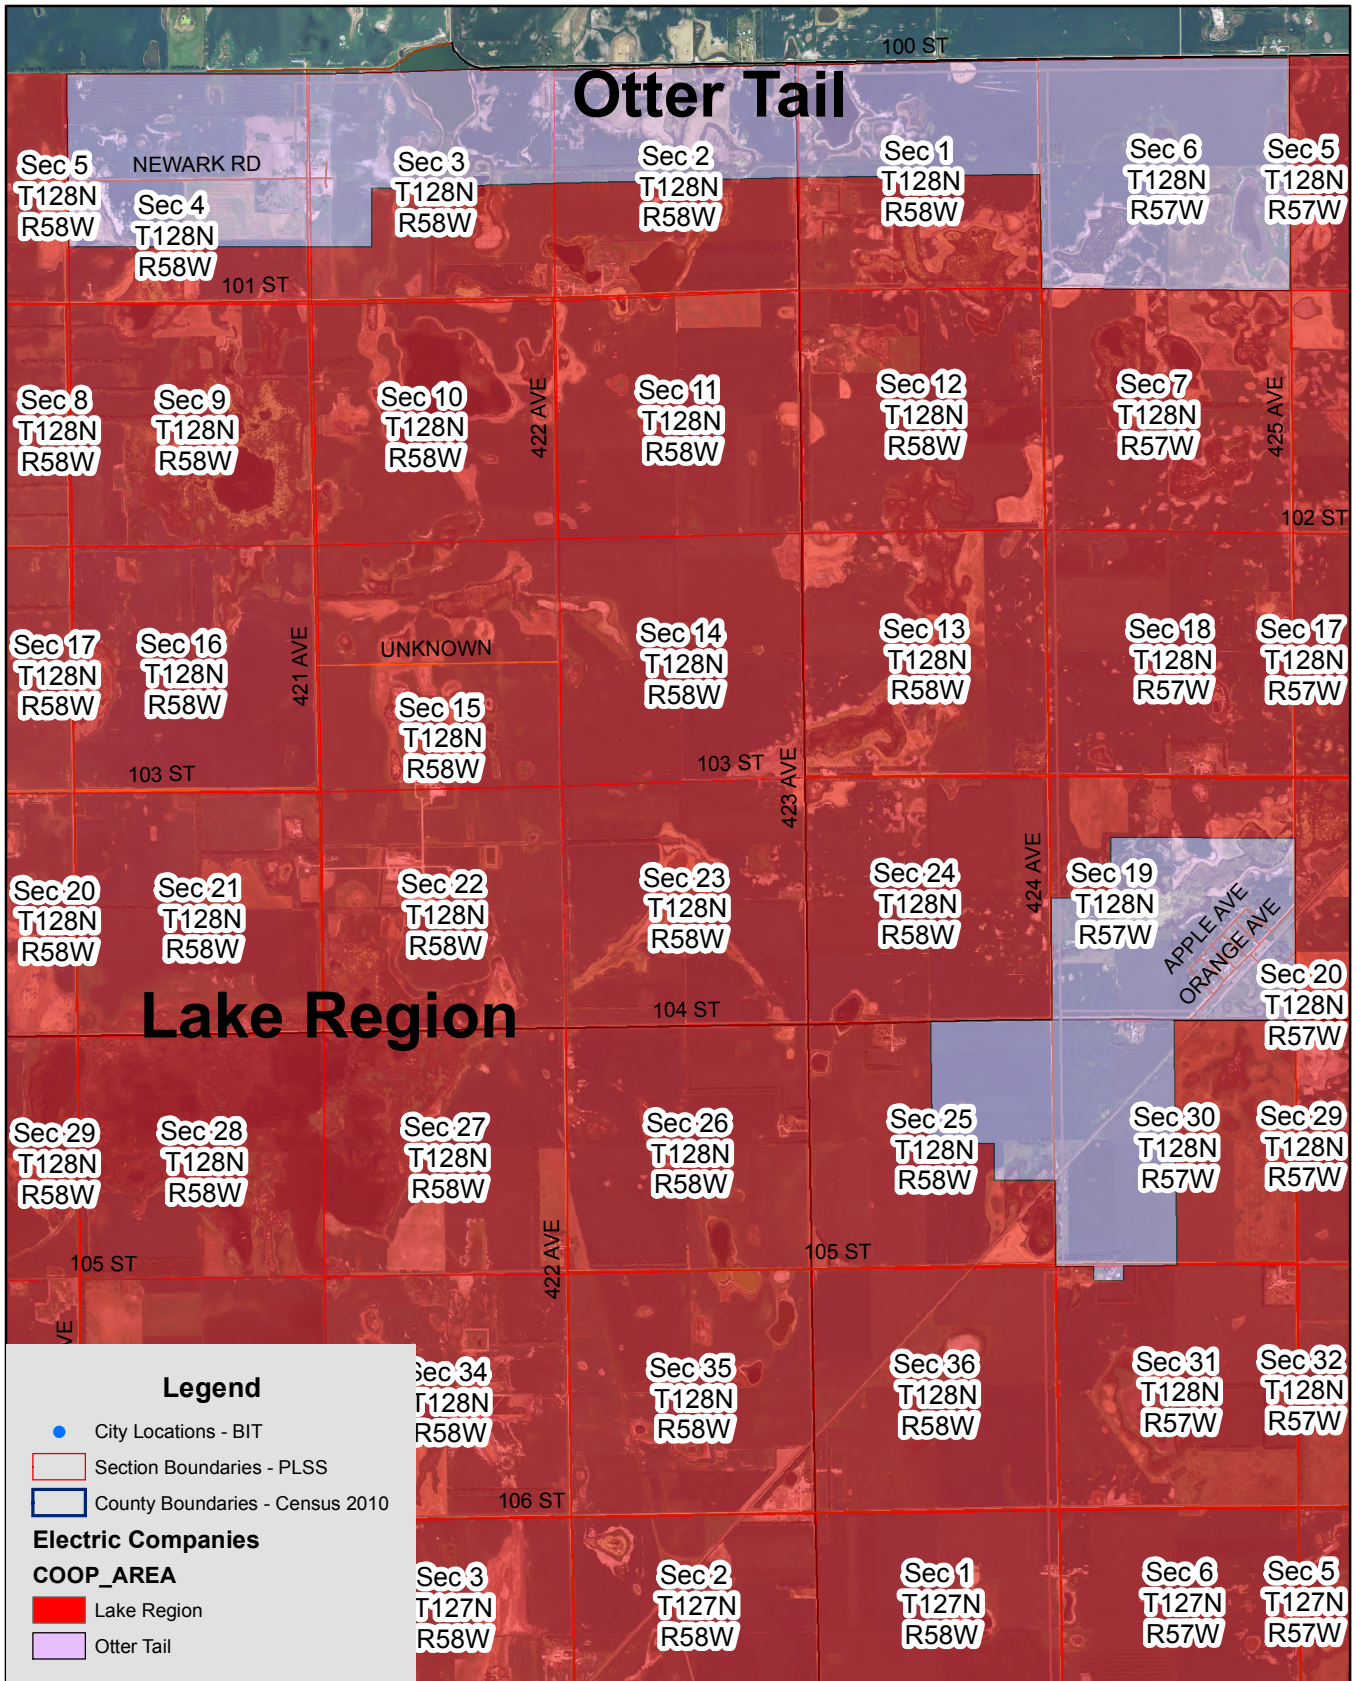 100 ST
Otter Tail
Sec 5
T128N
R58W
NEWARK RD
Sec 4
T128N
R58W
Sec 3
T128N
R58W
Sec 2
T128N
R58W
Sec 1
T128N
R58W
Sec 6
T128N
R57W
Sec 5
T128N
R57W
101 ST
Sec 8
T128N
R58W
Sec 9
T128N
R58W
Sec 10
T128N
R58W
422 AVE
Sec 11
T128N
R58W
Sec 12
T128N
R58W
Sec 7
T128N
R57W
425 AVE
102 ST
Sec 17
T128N
R58W
Sec 16
T128N
R58W
421 AVE
UNKNOWN
Sec 15
T128N
R58W
Sec 14
T128N
R58W
Sec 13
T128N
R58W
Sec 18
T128N
R57W
Sec 17
T128N
R57W
103 ST
103 ST
423 AVE
Sec 20
T128N
R58W
Sec 21
T128N
R58W
Sec 22
T128N
R58W
Sec 23
T128N
R58W
Sec 24
T128N
R58W
424 AVE
Sec 19
T128N
R57W
APPLE AVE
ORANGE AVE
Sec 20
T128N
R57W
Lake Region
104 ST
Sec 29
T128N
R58W
Sec 28
T128N
R58W
Sec 27
T128N
R58W
Sec 26
T128N
R58W
Sec 25
T128N
R58W
Sec 30
T128N
R57W
Sec 29
T128N
R57W
105 ST
422 AVE
105 ST
VE
Sec 34
T128N
R58W
Sec 35
T128N
R58W
Sec 36
T128N
R58W
Sec 31
T128N
R57W
Sec 32
T128N
R57W
106 ST
Sec 3
T127N
R58W
Sec 2
T127N
R58W
Sec 1
T127N
R58W
Sec 6
T127N
R57W
Sec 5
T127N
R57W
Legend
City Locations - BIT
Section Boundaries - PLSS
County Boundaries - Census 2010
Electric Companies
COOP_AREA
Lake Region
Otter Tail